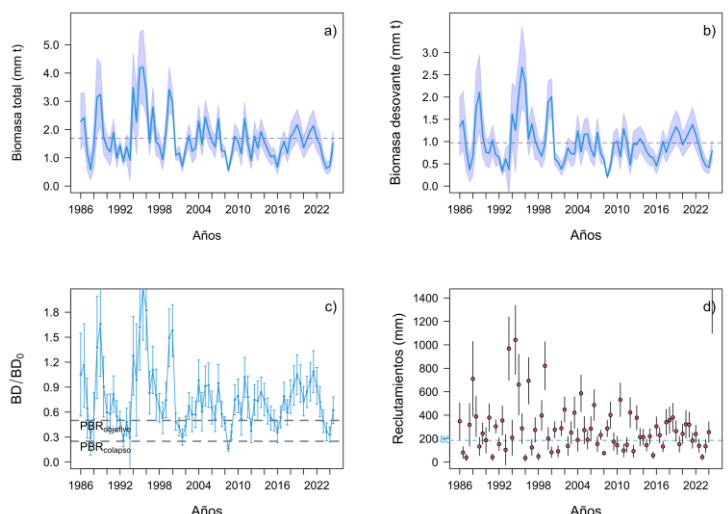 a)
Biomasa total (mm t)
5.0
4.0
3.0
2.0
1.0
0.0
1986 1992 1998 2004 2010 2016 2022
Años
b)
Biomasa desovante (mm t)
3.0
2.5
2.0
1.5
1.0
0.5
0.0
1986 1992 1998 2004 2010 2016 2022
Años
c)
BD/BD0
1.8
1.5
1.2
0.9
0.6
0.3
0.0
PBRobjetivo
PBRcolapso
1986 1992 1998 2004 2010 2016 2022
Años
d)
Reclutamientos (mm)
1400
1200
1000
800
600
400
200
0
1986 1992 1998 2004 2010 2016 2022
Años